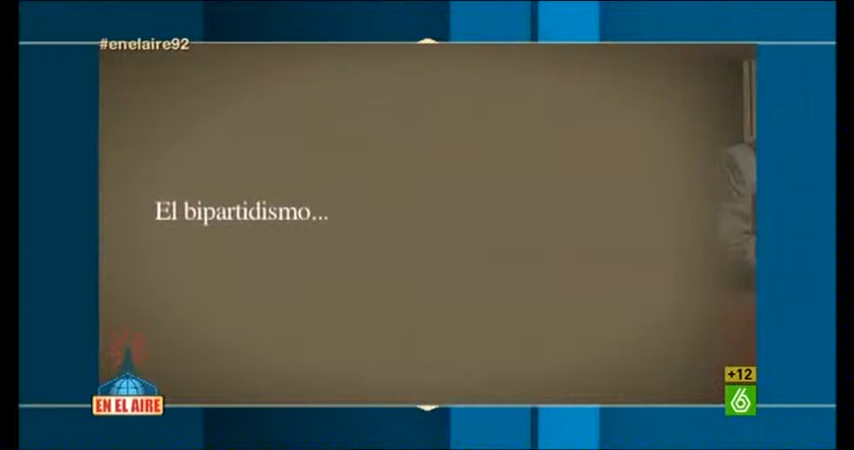 #enelaire92
El bipartidismo...
+12
6
EN EL AIRE